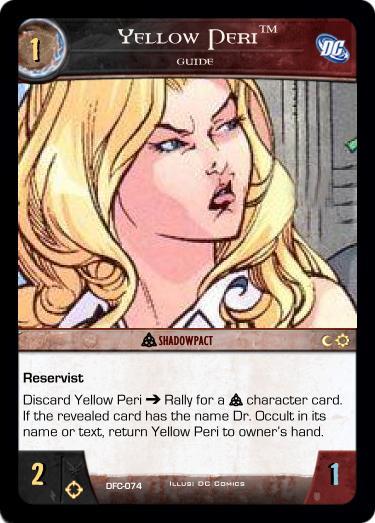 1
YELLOW PERI™
GUIDE
DC
SHADOWPACT
Reservist
Discard Yellow Peri ➔ Rally for a character card.
If the revealed card has the name Dr. Occult in its
name or text, return Yellow Peri to owner's hand.
2
DFC-074
ILLUS: DC COMICS
1